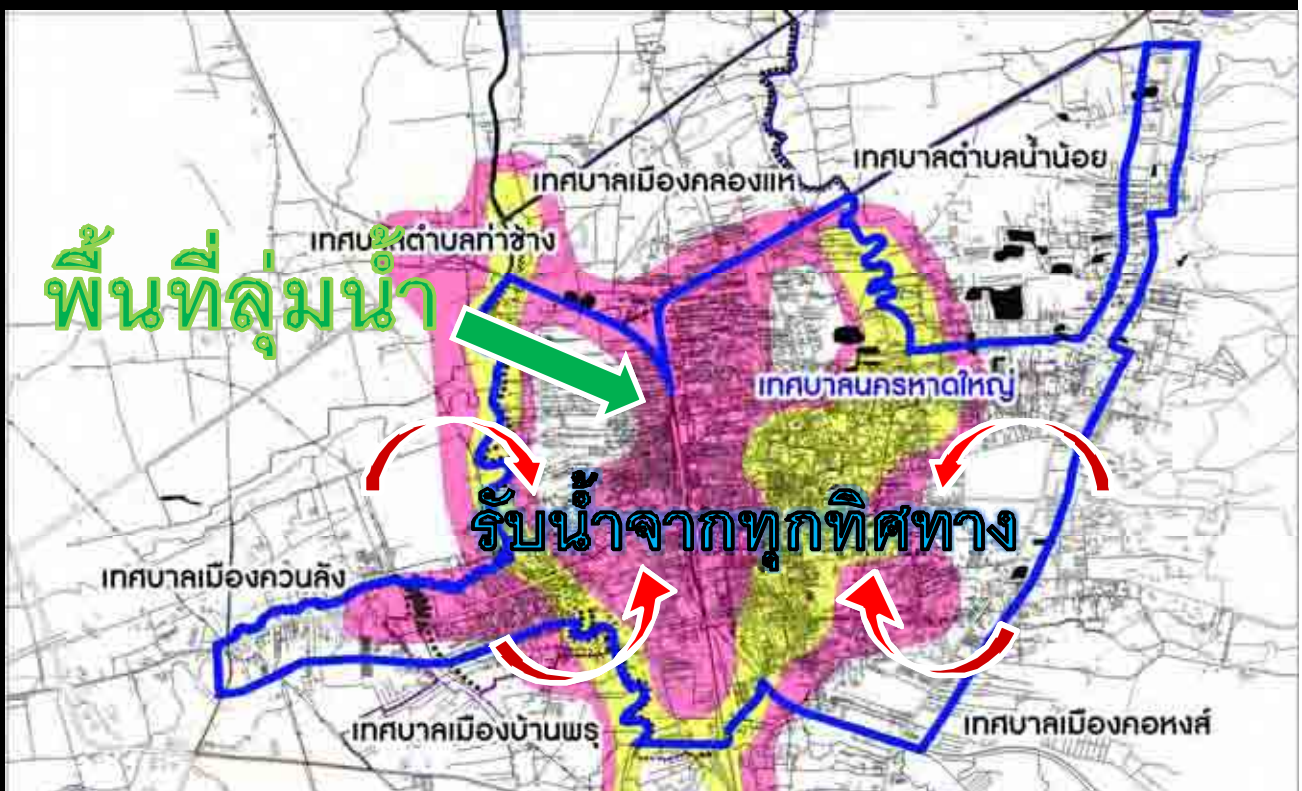 เทศบาลตำบลน้ำน้อย
เทศบาลเมืองคลองแห
เทศบาลตำบลท่าช้าง
พื้นที่ลุ่มน้ำ
เทศบาลนครหาดใหญ่
รับน้ำจากทุกทิศทาง
เทศบาลเมืองควนลัง
เทศบาลเมืองบ้านพรุ
เทศบาลเมืองคอหงส์